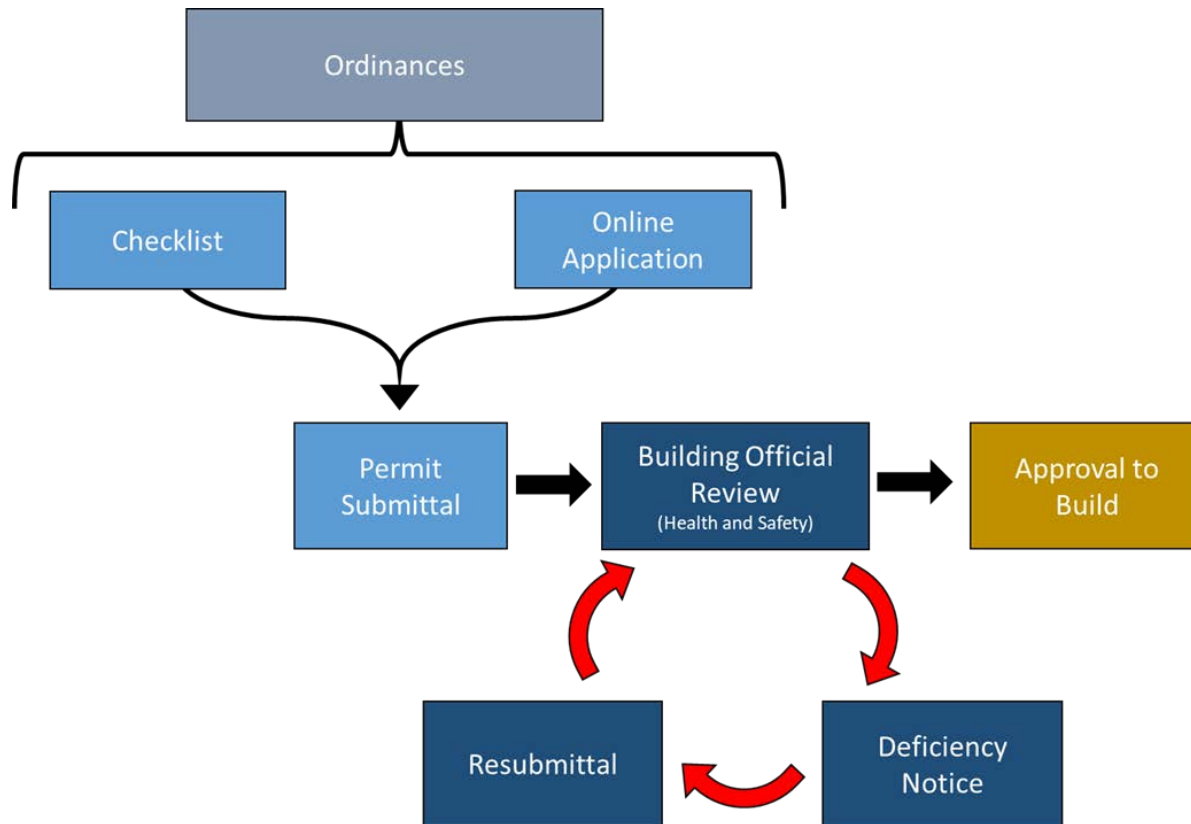 Ordinances
Checklist
Online
Application
Permit
Submittal
Building Official
Review
(Health and Safety)
Approval to
Build
Resubmittal
Deficiency
Notice